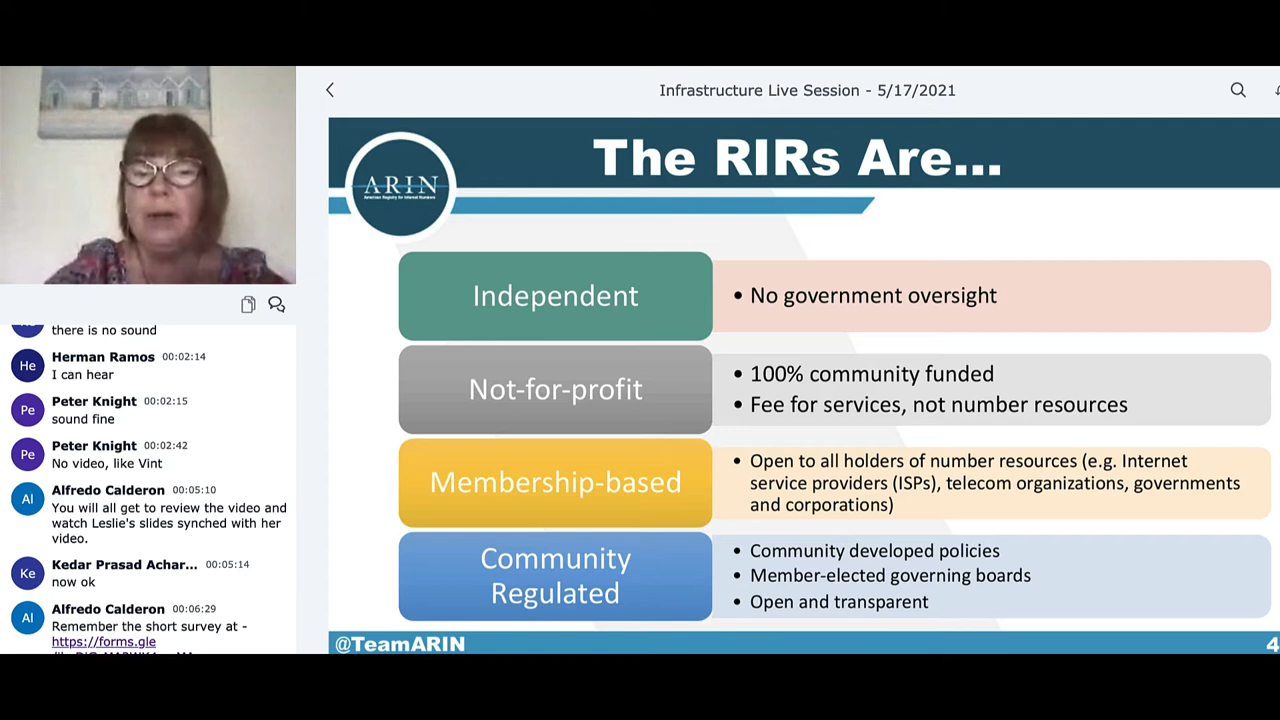 Infrastructure Live Session - 5/17/2021
The RIRs Are...
ARIN
American Registry for Internet Numbers
Independent
• No government oversight
Not-for-profit
• 100% community funded
• Fee for services, not number resources
Membership-based
• Open to all holders of number resources (e.g. Internet
service providers (ISPs), telecom organizations, governments
and corporations)
Community
Regulated
• Community developed policies
• Member-elected governing boards
• Open and transparent
@TeamARIN
4
there is no sound
He
Herman Ramos 00:02:14
I can hear
Pe
Peter Knight 00:02:15
sound fine
Pe
Peter Knight 00:02:42
No video, like Vint
Al
Alfredo Calderon 00:05:10
You will all get to review the video and
watch Leslie's slides synched with her
video.
Ke
Kedar Prasad Achar... 00:05:14
now ok
Al
Alfredo Calderon 00:06:29
Remember the short survey at -
https://forms.gle